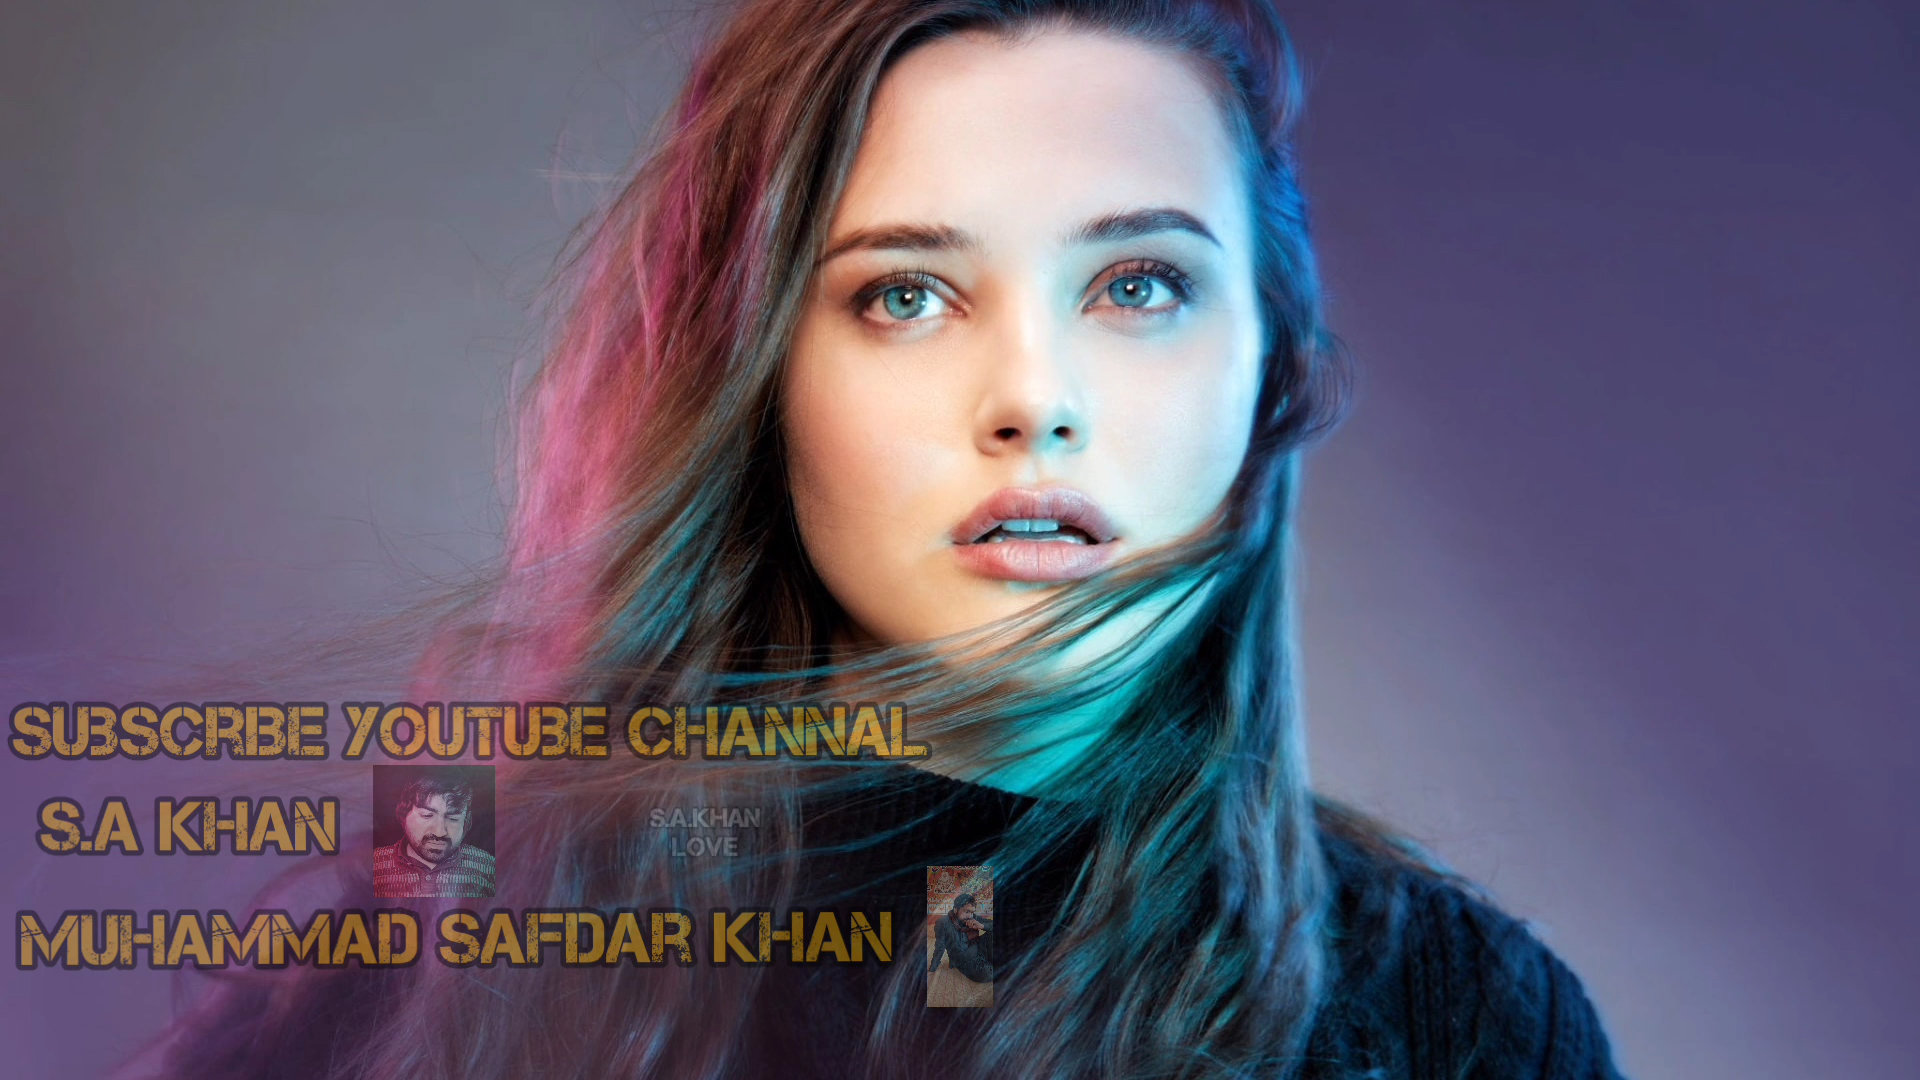 SUBSCRBE YOUTUBE CHANNAL
S.A KHAN
S.A.KHAN
LOVE
MUHAMMAD SAFDAR KHAN